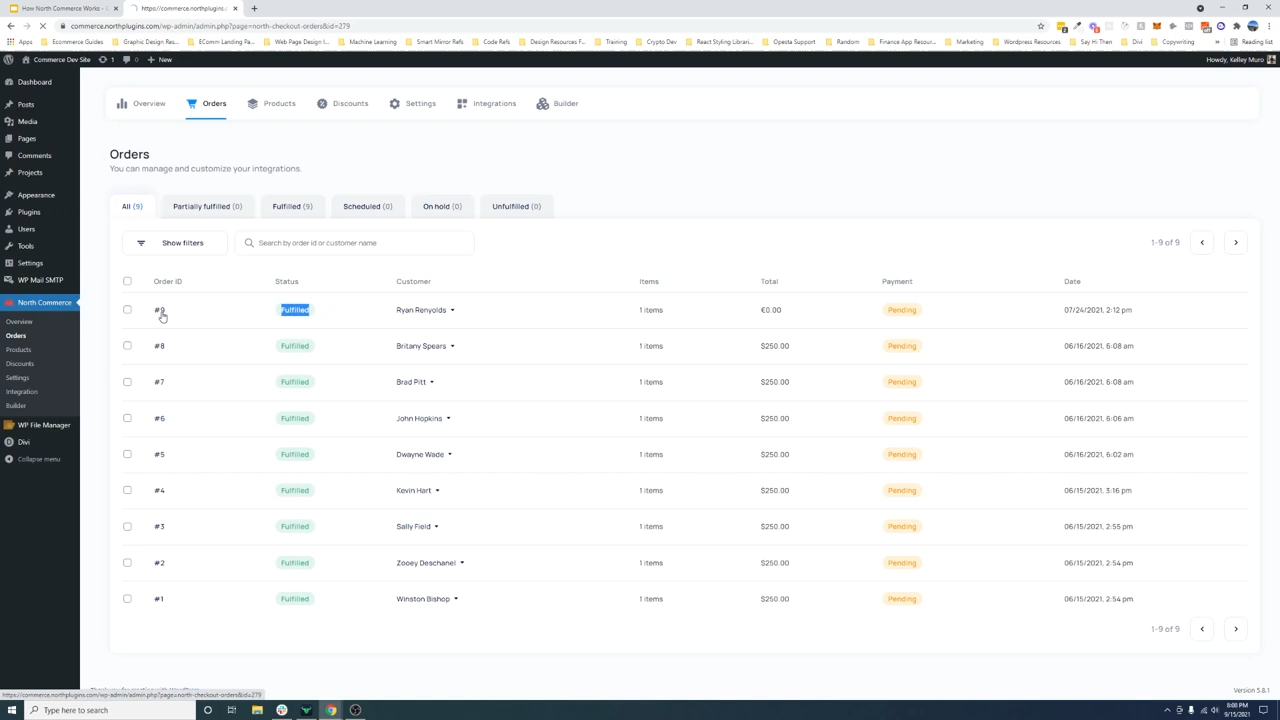 How North Commerce Works -
https://commerce.northplugins.c
commerce.northplugins.com/wp-admin/admin.php?page=north-checkout-orders&id=279
Apps Ecommerce Guides Graphic Design Res... EComm Landing Pa... Web Page Design I... Machine Learning Smart Mirror Refs Code Refs Design Resources F... Training Crypto Dev React Styling Librari... Opesta Support Random Finance App Resour... Marketing Wordpress Resources Say Hi Then Divi Copywriting » Reading list
Commerce Dev Site 1 0 + New Howdy, Kelley Muro
Dashboard
Posts
Media
Pages
Comments
Projects
Appearance
Plugins
Users
Tools
Settings
WP Mail SMTP
North Commerce
Overview
Orders
Products
Discounts
Settings
Integration
Builder
WP File Manager
Divi
Collapse menu
Overview Orders Products Discounts Settings Integrations Builder
Orders
You can manage and customize your integrations.
All (9) Partially fulfilled (0) Fulfilled (9) Scheduled (0) On hold (0) Unfulfilled (0)
Show filters Search by order id or customer name 1-9 of 9
Order ID Status Customer Items Total Payment Date
#9 Fulfilled Ryan Renyolds 1 items €0.00 Pending 07/24/2021, 2:12 pm
#8 Fulfilled Britany Spears 1 items $250.00 Pending 06/16/2021, 6:08 am
#7 Fulfilled Brad Pitt 1 items $250.00 Pending 06/16/2021, 6:08 am
#6 Fulfilled John Hopkins 1 items $250.00 Pending 06/16/2021, 6:06 am
#5 Fulfilled Dwayne Wade 1 items $250.00 Pending 06/16/2021, 6:02 am
#4 Fulfilled Kevin Hart 1 items $250.00 Pending 06/15/2021, 3:16 pm
#3 Fulfilled Sally Field 1 items $250.00 Pending 06/15/2021, 2:55 pm
#2 Fulfilled Zooey Deschanel 1 items $250.00 Pending 06/15/2021, 2:54 pm
#1 Fulfilled Winston Bishop 1 items $250.00 Pending 06/15/2021, 2:54 pm
1-9 of 9
Version 5.8.1
https://commerce.northplugins.com/wp-admin/admin.php?page=north-checkout-orders&id=279
Type here to search
8:00 PM
9/15/2021